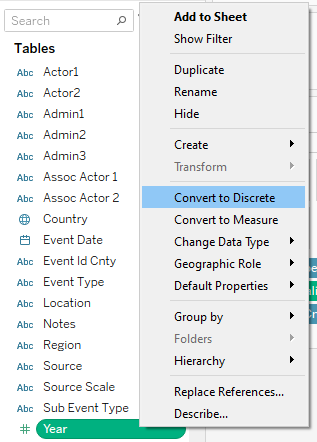 Search
Tables
Abc Actor1
Abc Actor2
Abc Admin1
Abc Admin2
Abc Admin3
Abc Assoc Actor 1
Abc Assoc Actor 2
Country
Event Date
Abc Event Id Cnty
Abc Event Type
Abc Location
Abc Notes
Abc Region
Abc Source
Abc Source Scale
Abc Sub Event Type
# Year
Add to Sheet
Show Filter
Duplicate
Rename
Hide
Create
Transform
Convert to Discrete
Convert to Measure
Change Data Type
Geographic Role
Default Properties
Group by
Folders
Hierarchy
Replace References...
Describe...